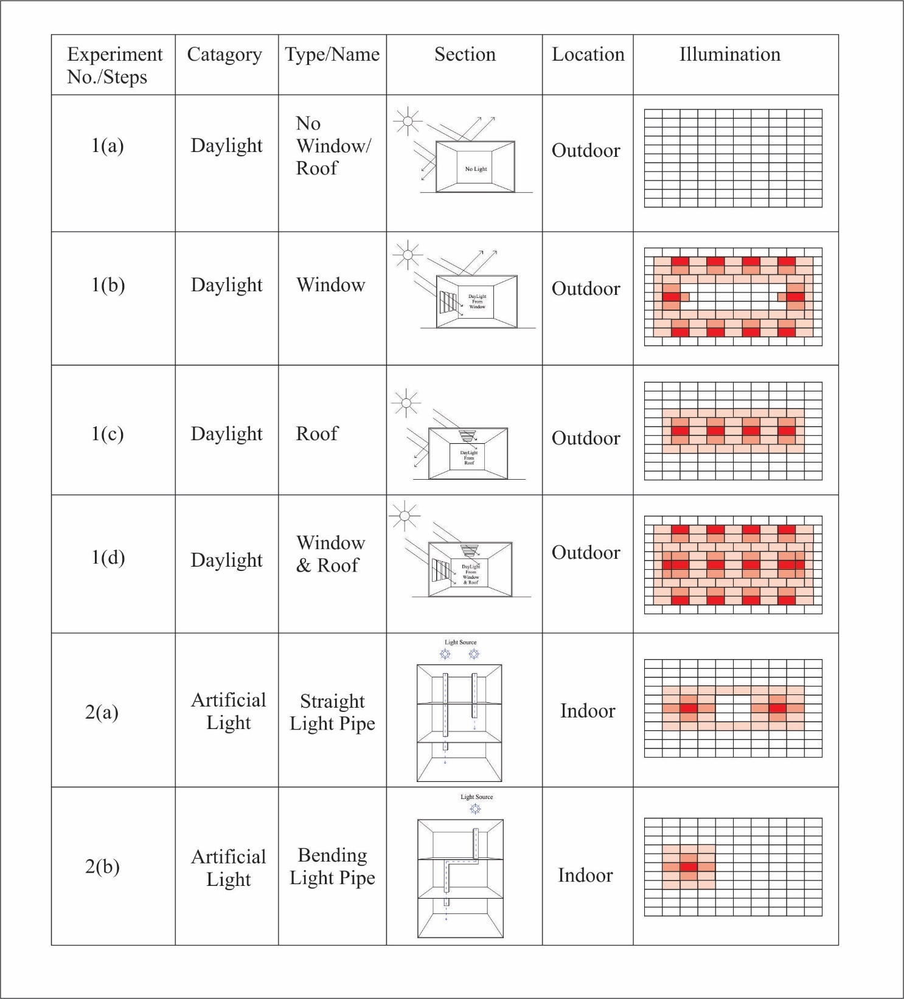 Experiment
No./Steps
Catagory
Type/Name
Section
Location
Illumination
1(a)
Daylight
No
Window/
Roof
No Light
Outdoor
1(b)
Daylight
Window
DayLight
From
Window
Outdoor
1(c)
Daylight
Roof
DayLight
From
Roof
Outdoor
1(d)
Daylight
Window
& Roof
DayLight
From
Window
& Roof
Outdoor
2(a)
Artificial
Light
Straight
Light Pipe
Light Source
Indoor
2(b)
Artificial
Light
Bending
Light Pipe
Light Source
Indoor